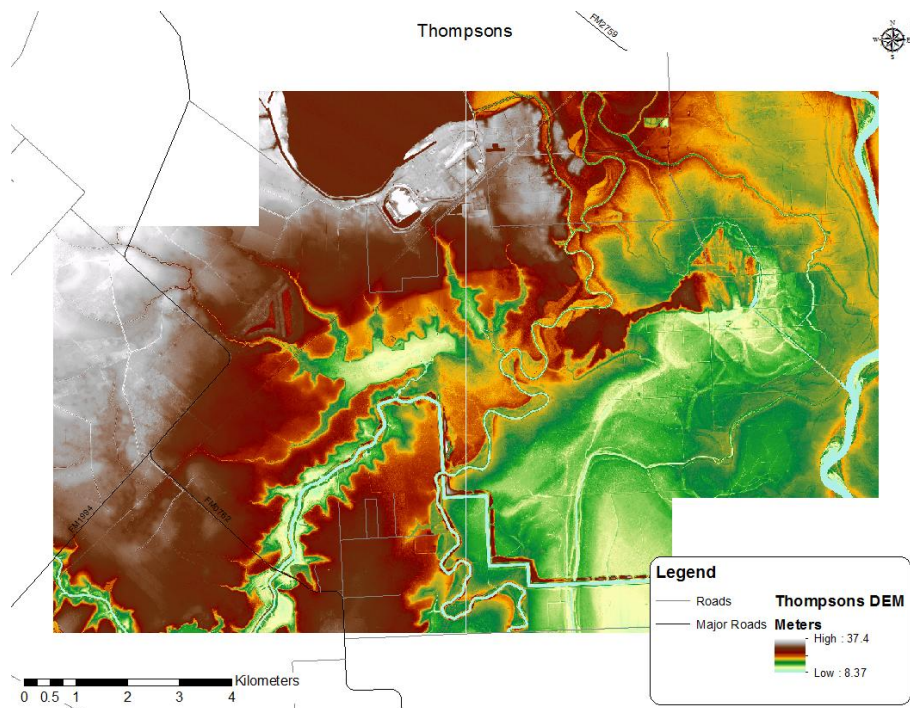 Thompsons
FM2759
N
W
E
S
FM1994
FM0762
Legend
Roads
Major Roads
Thompsons DEM
Meters
High : 37.4
Low : 8.37
Kilometers
0 0.5 1 2 3 4